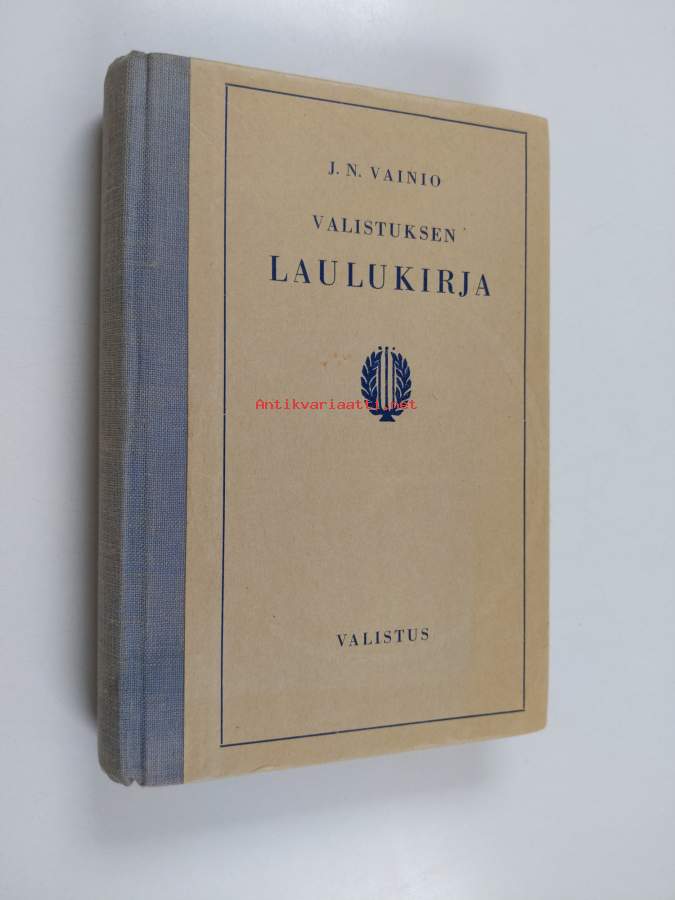 J. N. VAINIO
VALISTUKSEN
LAULUKIRJA
Antikvariaatti.net
VALISTUS